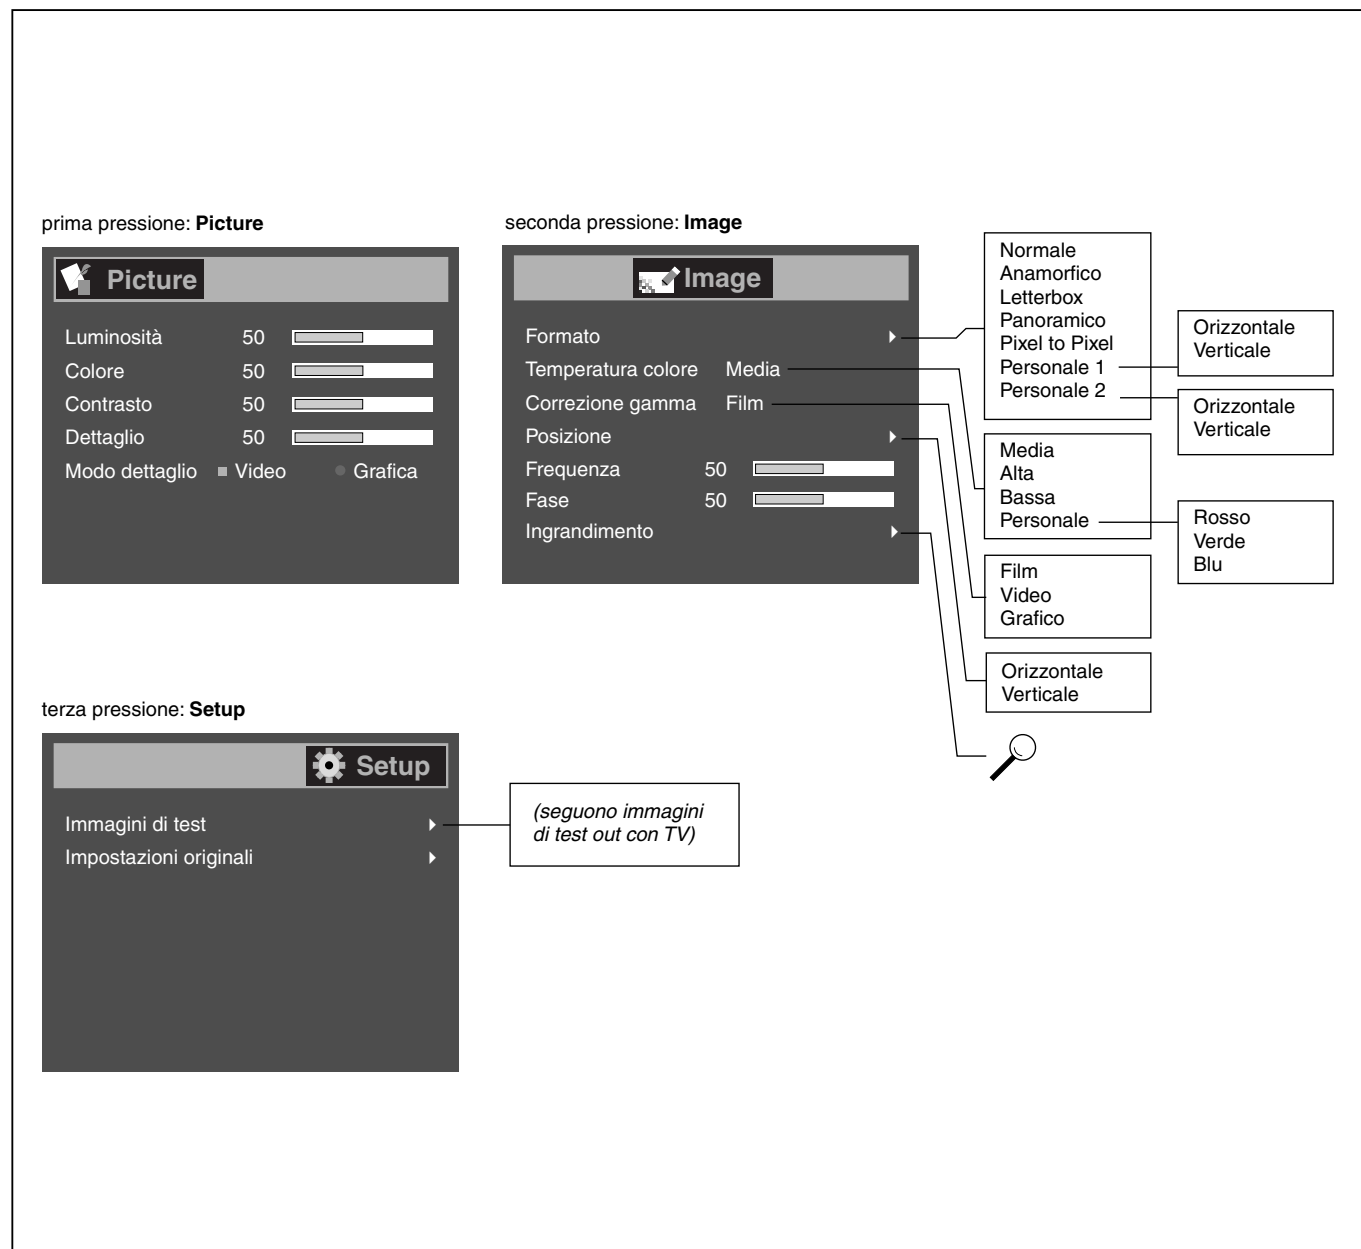 prima pressione: Picture
Picture
Luminosità 50
Colore 50
Contrasto 50
Dettaglio 50
Modo dettaglio Video Grafica
seconda pressione: Image
Image
Formato
Temperatura colore Media
Correzione gamma Film
Posizione
Frequenza 50
Fase 50
Ingrandimento
Normale
Anamorfico
Letterbox
Panoramico
Pixel to Pixel
Personale 1
Personale 2
Orizzontale
Verticale
Orizzontale
Verticale
Media
Alta
Bassa
Personale
Rosso
Verde
Blu
Film
Video
Grafico
Orizzontale
Verticale
terza pressione: Setup
Setup
Immagini di test
Impostazioni originali
(seguono immagini
di test out con TV)